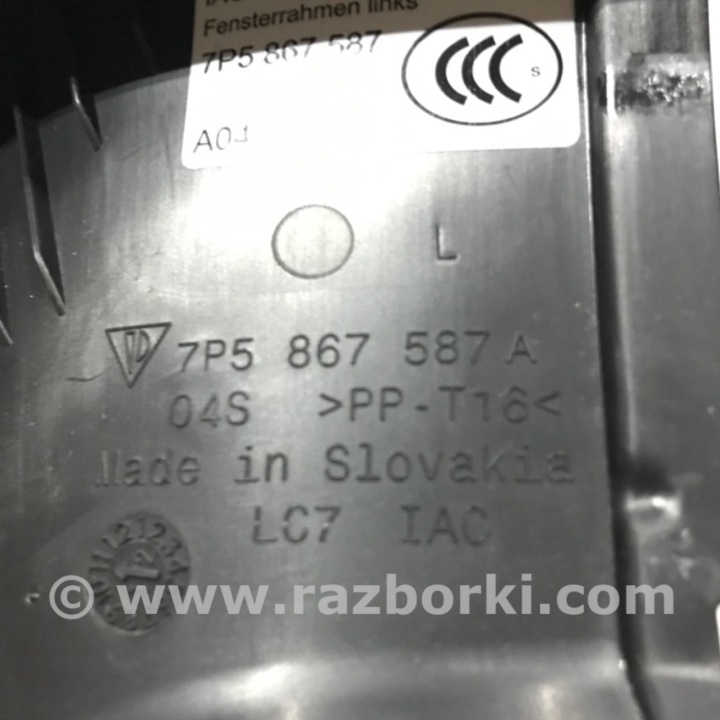 Fensterrahmen links
7P5 867 587
CCC S
A04
L
7P5 867 587 A
04S >PP-T16<
Made in Slovakia
LC7 IAC
© www.razborki.com